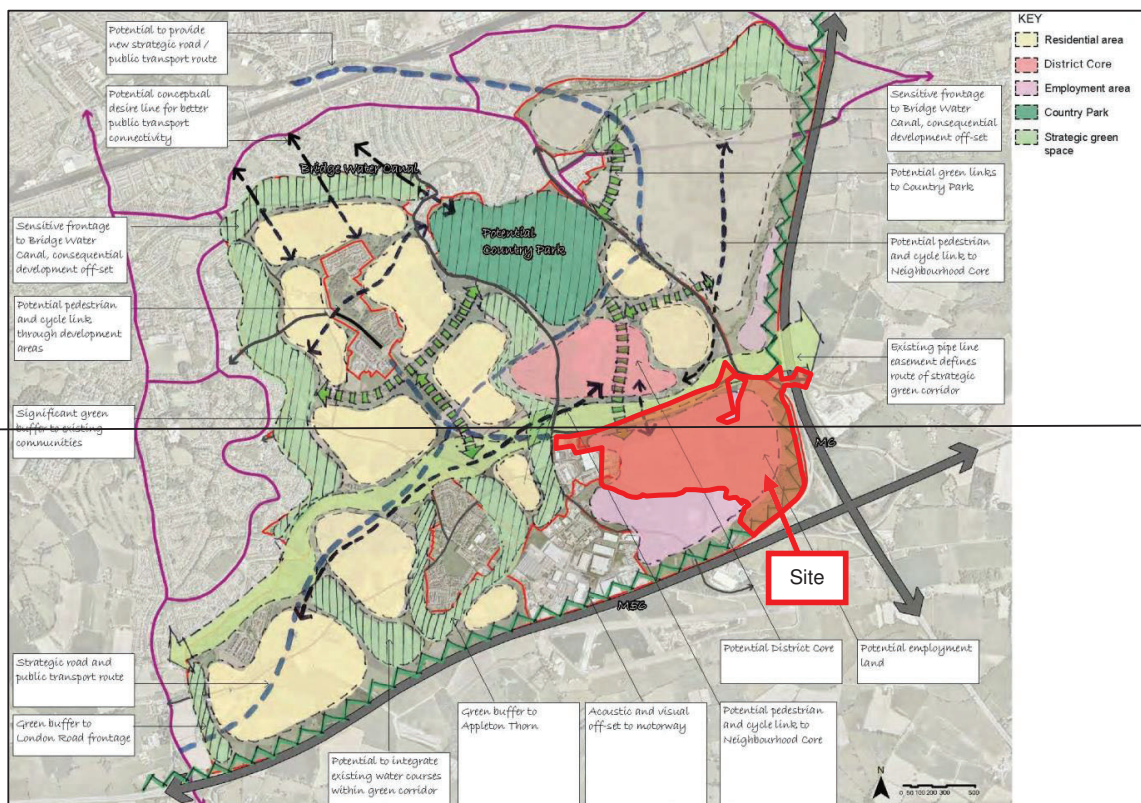 Potential to provide
new strategic road /
public transport route
Potential conceptual
desire line for better
public transport
connectivity
Bridge Water Canal
Sensitive frontage
to Bridge Water
Canal, consequential
development off-set
Potential pedestrian
and cycle link
through development
areas
Significant green
buffer to existing
communities
Strategic road and
public transport route
Green buffer to
London Road frontage
Potential to integrate
existing water courses
within green corridor
Green buffer to
Appleton Thorn
Acoustic and visual
off-set to motorway
Potential pedestrian
and cycle link to
Neighbourhood Core
Potential District Core
Potential employment
land
Potential
Country Park
M56
M6
Site
Sensitive frontage
to Bridge Water
Canal, consequential
development off-set
Potential green links
to Country Park
Potential pedestrian
and cycle link to
Neighbourhood Core
Existing pipe line
easement defines
route of strategic
green corridor
KEY
Residential area
District Core
Employment area
Country Park
Strategic green
space
N
0 50 100 200 300 500